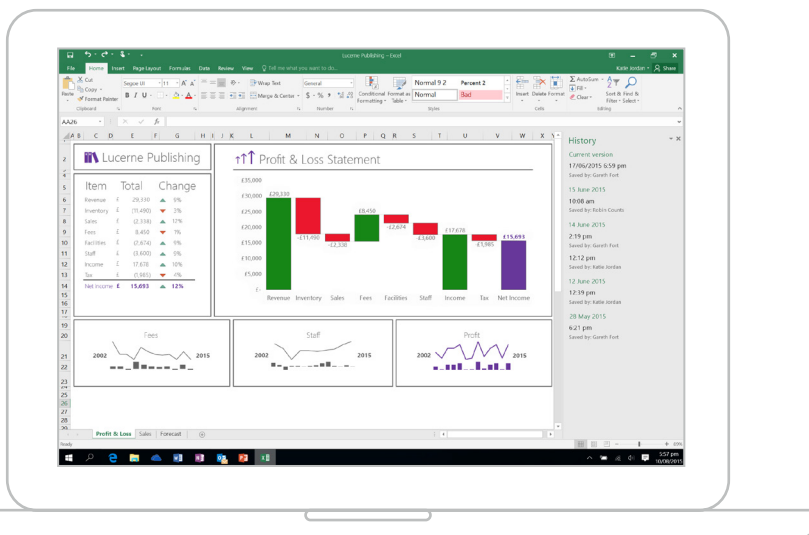 Lucerne Publishing - Excel
File Home Insert Page Layout Formulas Data Review View Tell me what you want to do...
Katie Jordan Share
Paste
Cut
Copy
Format Painter
Clipboard
Segoe UI 11
B I U
Font
Wrap Text
Merge & Center
Alignment
General
Number
Conditional Formatting
Format as Table
Normal 9 2 Percent 2
Normal Bad
Styles
Insert Delete Format
Cells
AutoSum
Fill
Clear
Sort & Filter
Find & Select
Editing
AA26
fx
A B C D E F G H I J K L M N O P Q R S T U V W X Y
Lucerne Publishing
Item Total Change
Revenue £ 29,330 9%
Inventory £ (11,490) 3%
Sales £ (2,338) 12%
Fees £ 8,450 1%
Facilities £ (2,674) 9%
Staff £ (3,600) 9%
Income £ 17,678 10%
Tax £ (1,985) 4%
Net Income £ 15,693 12%
Profit & Loss Statement
£35,000
£30,000
£25,000
£20,000
£15,000
£10,000
£5,000
£-
£29,330
-£11,490
-£2,338
£8,450
-£2,674
-£3,600
£17,678
-£1,985
£15,693
Revenue Inventory Sales Fees Facilities Staff Income Tax Net Income
Fees
2002 2015
Staff
2002 2015
Profit
2002 2015
History
Current version
17/06/2015 6:59 pm
Saved by: Gareth Fort
15 June 2015
10:08 am
Saved by: Robin Counts
14 June 2015
2:19 pm
Saved by: Gareth Fort
12:12 pm
Saved by: Katie Jordan
12 June 2015
12:39 pm
Saved by: Katie Jordan
28 May 2015
6:21 pm
Saved by: Gareth Fort
Profit & Loss Sales Forecast
Ready
60%
5:57 pm
10/08/2015